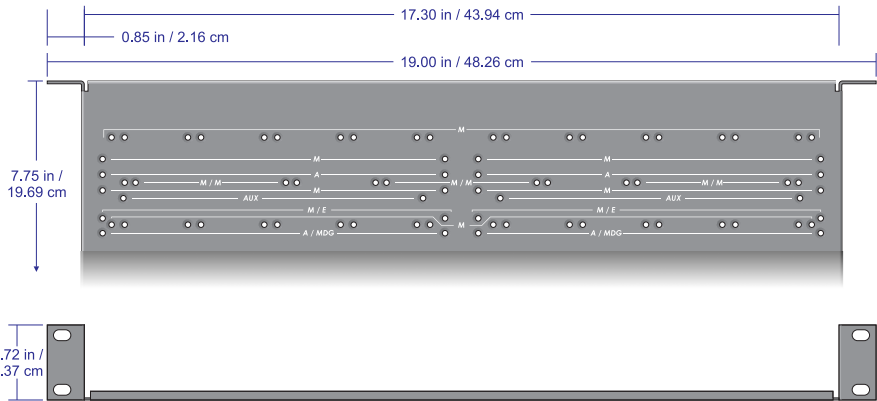 17.30 in / 43.94 cm
0.85 in / 2.16 cm
19.00 in / 48.26 cm
M
7.75 in /
19.69 cm
M M
A A
M / M M / M M / M
M M
AUX AUX
M / E M / E
M
A / MDG A / MDG
.72 in /
.37 cm